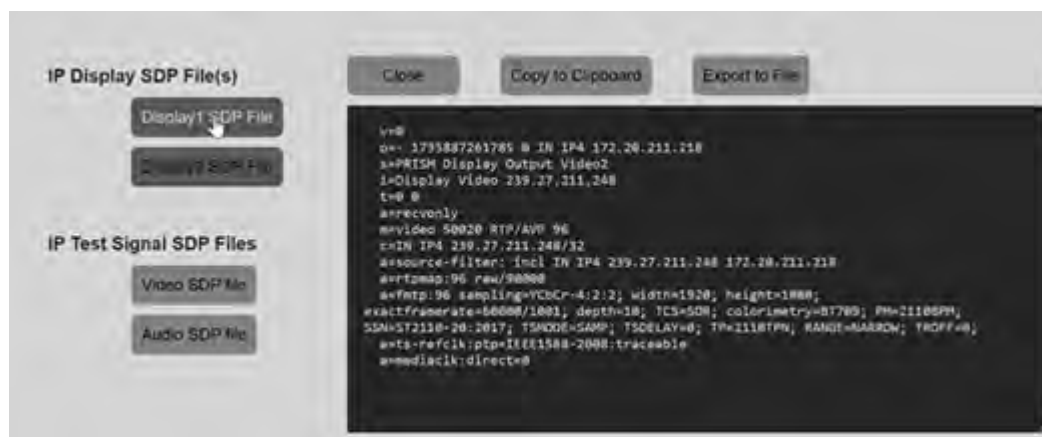 IP Display SDP File(s)
Close
Copy to Clipboard
Export to File
Display1 SDP File
Display2 SDP File
v=0
o=- 1795887261785 0 IN IP4 172.20.211.218
s=PRISM Display Output Video2
i=Display Video 239.27.211.248
t=0 0
a=recvonly
m=video 50020 RTP/AVP 96
c=IN IP4 239.27.211.248/32
a=source-filter: incl IN IP4 239.27.211.248 172.20.211.218
a=rtpmap:96 raw/90000
a=fmtp:96 sampling=YCbCr-4:2:2; width=1920; height=1080;
exactframerate=60000/1001; depth=10; TCS=SDR; colorimetry=BT709; PM=2110GPM;
SSN=ST2110-20:2017; TSMODE=SAMP; TSDELAY=0; TP=2110TPN; RANGE=NARROW; TROFF=0;
a=ts-refclk:ptp=IEEE1588-2008:traceable
a=mediaclk:direct=0
IP Test Signal SDP Files
Video SDP file
Audio SDP file